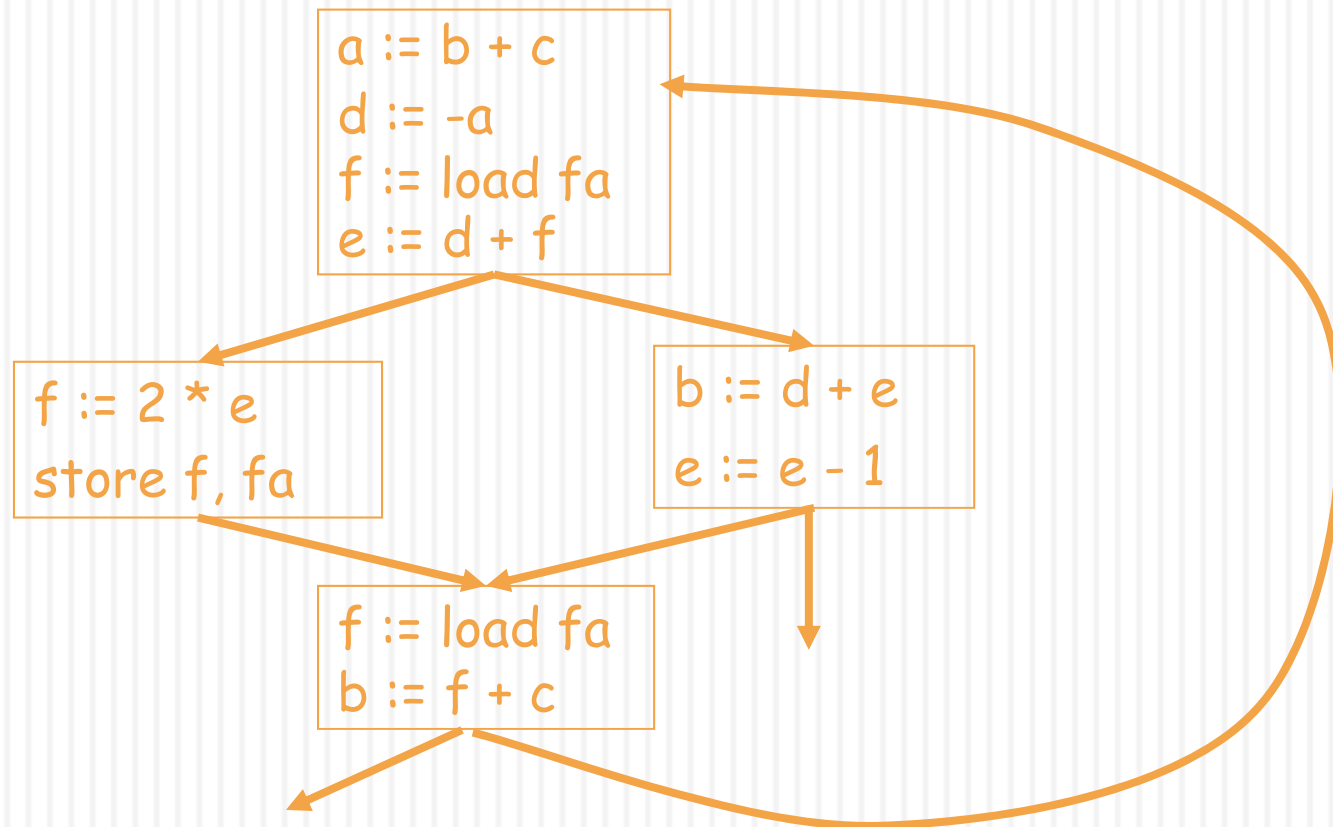 a := b + c
d := -a
f := load fa
e := d + f
f := 2 * e
store f, fa
b := d + e
e := e - 1
f := load fa
b := f + c